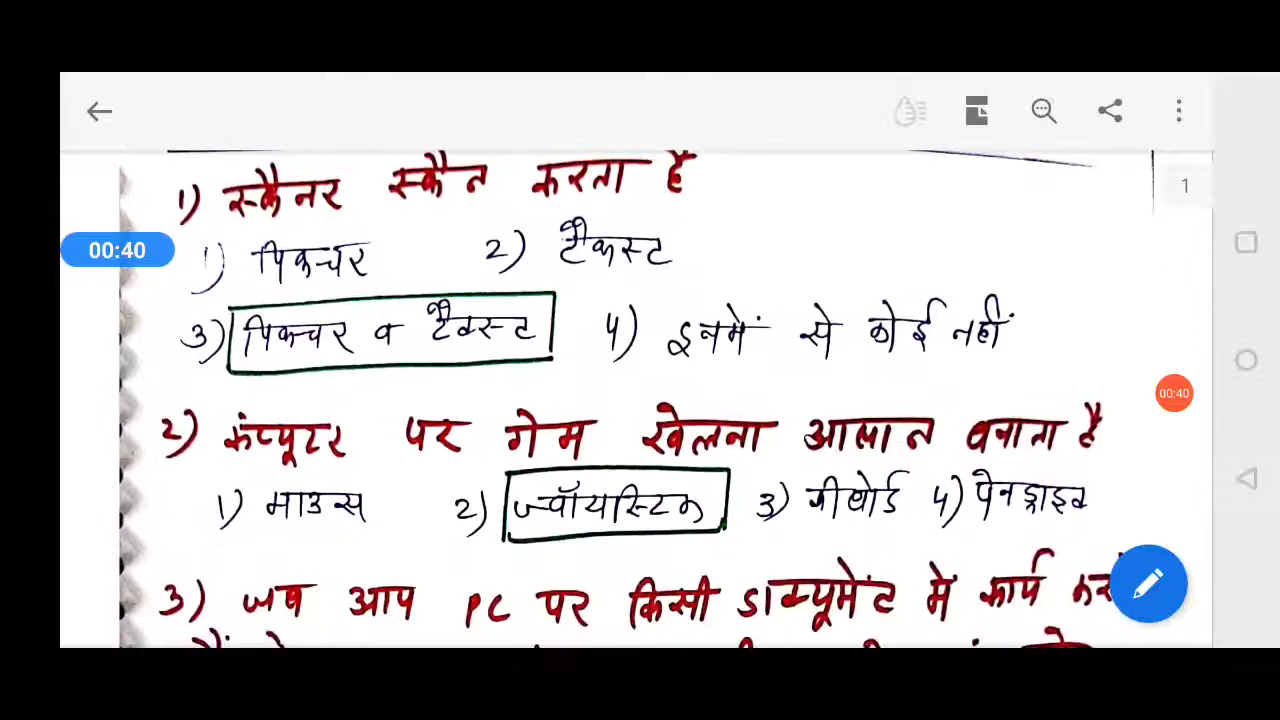 1
1) स्कैनर स्कैन करता है
00:40
1) पिक्चर 2) टैकस्ट
3) पिक्चर व टैक्स्ट 4) इनमें से कोई नहीं
00:40
2) कंप्यूटर पर गेम खेलना आसान बनाता है
1) माउस 2) ज्वॉयस्टिक 3) कीबोर्ड 4) पेनड्राइव
3) जब आप PC पर किसी डाक्यूमेंट में कार्य